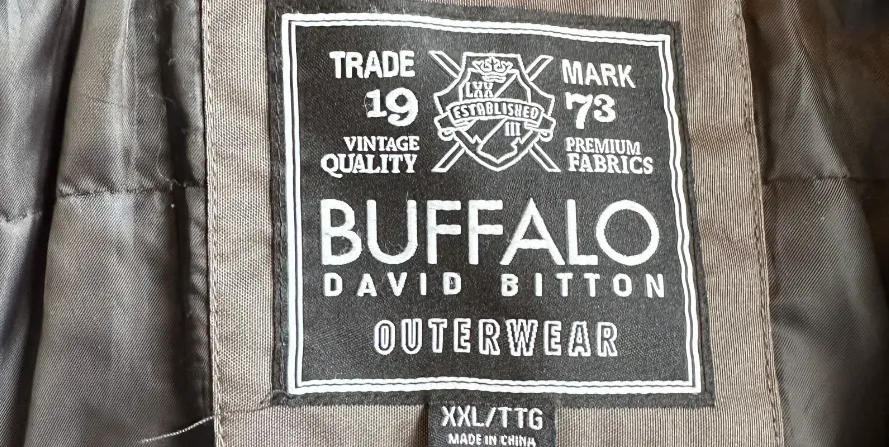 TRADE MARK
19 73
LXX
ESTABLISHED
III
VINTAGE PREMIUM
QUALITY FABRICS
BUFFALO
DAVID BITTON
OUTERWEAR
XXL/TTG
MADE IN CHINA